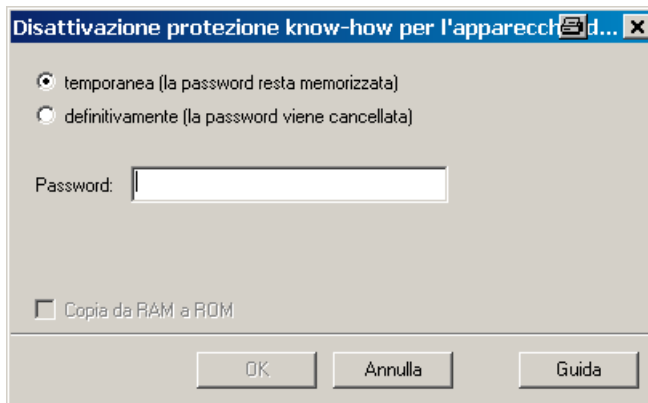 Disattivazione protezione know-how per l'apparecch d...
temporanea (la password resta memorizzata)
definitivamente (la password viene cancellata)
Password:
Copia da RAM a ROM
OK Annulla Guida